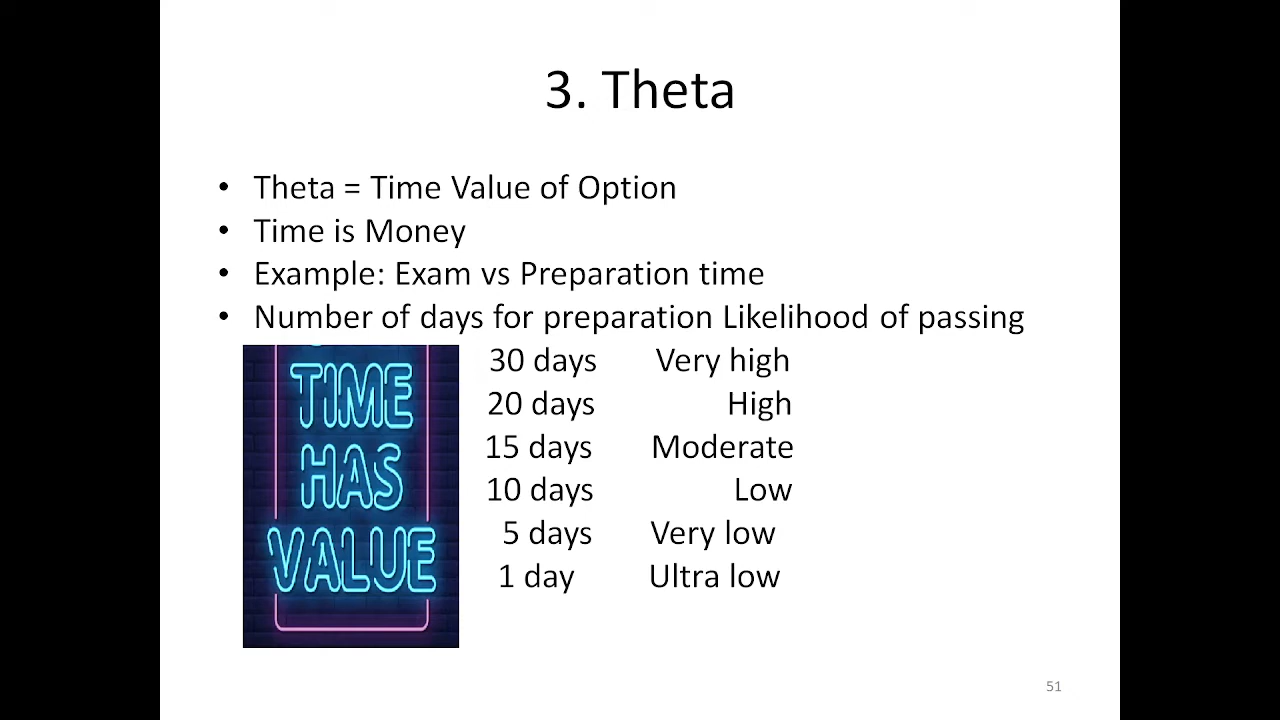 3. Theta
• Theta = Time Value of Option
• Time is Money
• Example: Exam vs Preparation time
• Number of days for preparation Likelihood of passing
30 days Very high
20 days High
15 days Moderate
10 days Low
5 days Very low
1 day Ultra low
TIME
HAS
VALUE
51